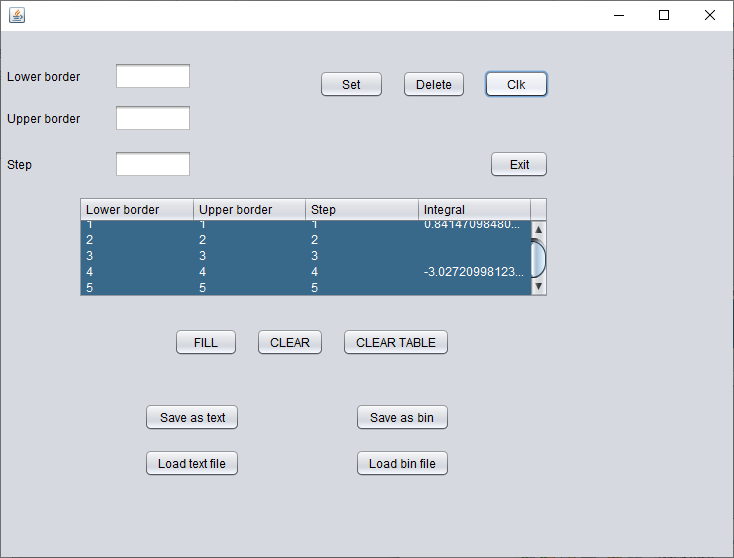 Lower border
Set Delete Clk
Upper border
Step
Exit
Lower border Upper border Step Integral
1 1 1 0.84147098480...
2 2 2
3 3 3
4 4 4 -3.02720998123...
5 5 5
FILL CLEAR CLEAR TABLE
Save as text Save as bin
Load text file Load bin file